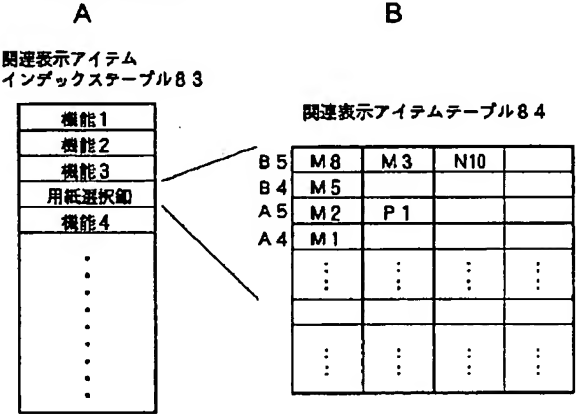 A
B
関連表示アイテム
インデックステーブル83
関連表示アイテムテーブル84
機能1
機能2
機能3
用紙選択釦
機能4
B5 M8 M3 N10
B4 M5
A5 M2 P1
A4 M1